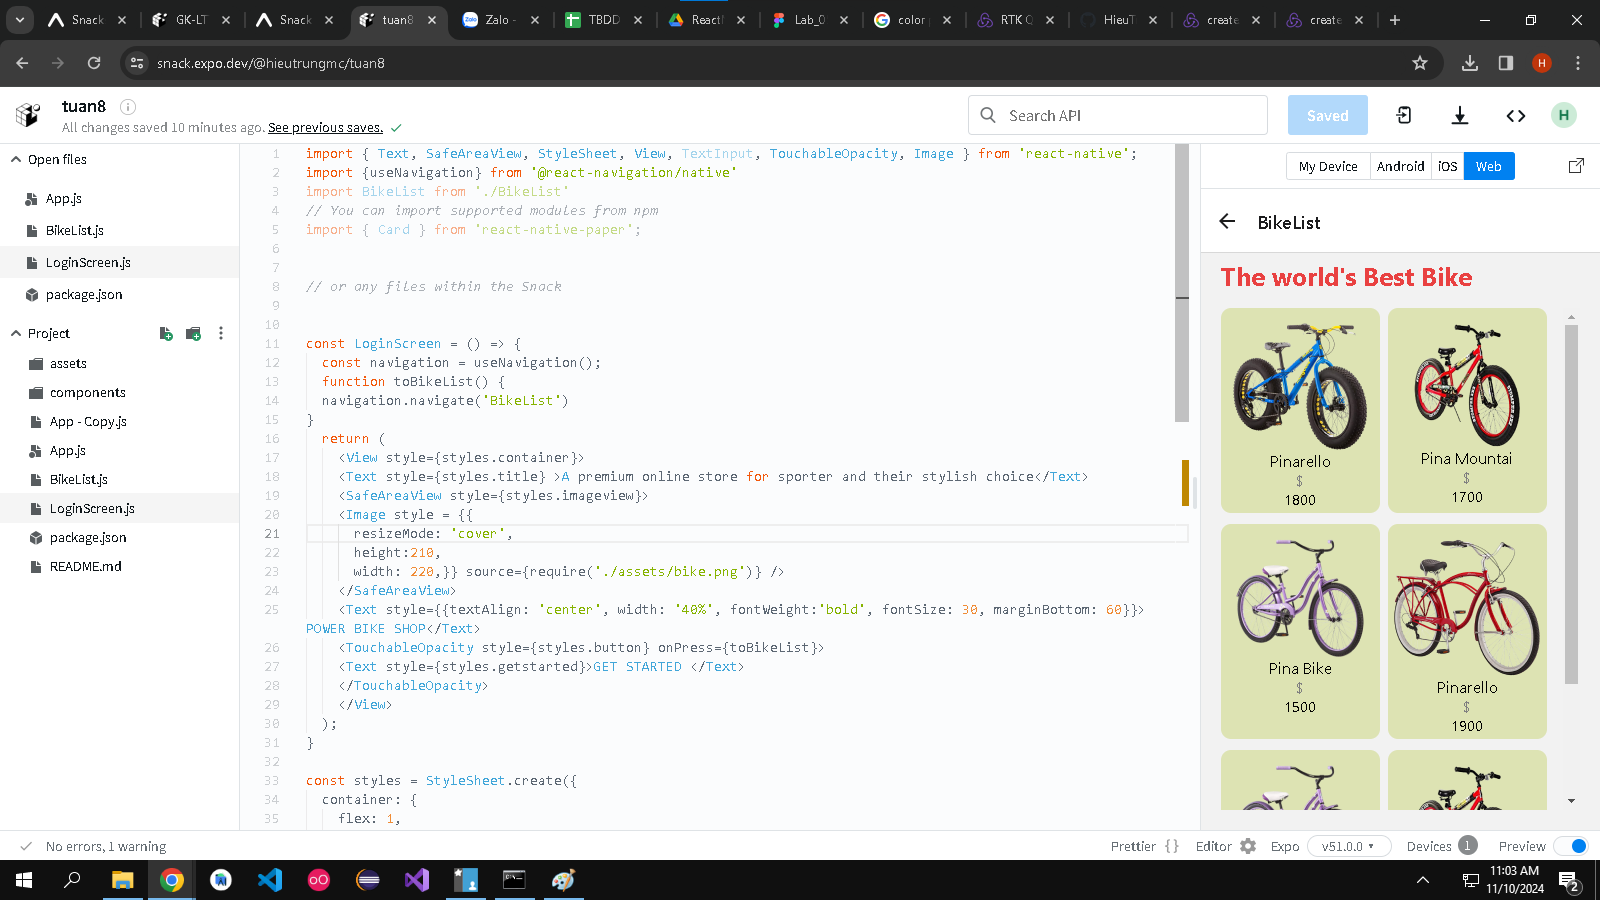 Snack
GK-LT
Snack
tuan8
Zalo -
TBDD
React
Lab_0
color
RTK Q
HieuT
create
create
snack.expo.dev/@hieutrungmc/tuan8
H
tuan8
All changes saved 10 minutes ago. See previous saves.
Search API
Saved
H
Open files
App.js
BikeList.js
LoginScreen.js
package.json
Project
assets
components
App - Copy.js
App.js
BikeList.js
LoginScreen.js
package.json
README.md
1 import { Text, SafeAreaView, StyleSheet, View, TextInput, TouchableOpacity, Image } from 'react-native';
2 import {useNavigation} from '@react-navigation/native'
3 import BikeList from './BikeList'
4 // You can import supported modules from npm
5 import { Card } from 'react-native-paper';
6
7
8 // or any files within the Snack
9
10
11 const LoginScreen = () => {
12 const navigation = useNavigation();
13 function toBikeList() {
14 navigation.navigate('BikeList')
15 }
16 return (
17 <View style={styles.container}>
18 <Text style={styles.title} >A premium online store for sporter and their stylish choice</Text>
19 <SafeAreaView style={styles.imageview}>
20 <Image style = {{
21 resizeMode: 'cover',
22 height:210,
23 width: 220,}} source={require('./assets/bike.png')} />
24 </SafeAreaView>
25 <Text style={{textAlign: 'center', width: '40%', fontWeight:'bold', fontSize: 30, marginBottom: 60}}>
POWER BIKE SHOP</Text>
26 <TouchableOpacity style={styles.button} onPress={toBikeList}>
27 <Text style={styles.getstarted}>GET STARTED </Text>
28 </TouchableOpacity>
29 </View>
30 );
31 }
32
33 const styles = StyleSheet.create({
34 container: {
35 flex: 1,
My Device
Android
iOS
Web
BikeList
The world's Best Bike
Pinarello
$
1800
Pina Mountai
$
1700
Pina Bike
$
1500
Pinarello
$
1900
No errors, 1 warning
Prettier { }
Editor
Expo
v51.0.0
Devices 1
Preview
11:03 AM
11/10/2024
2